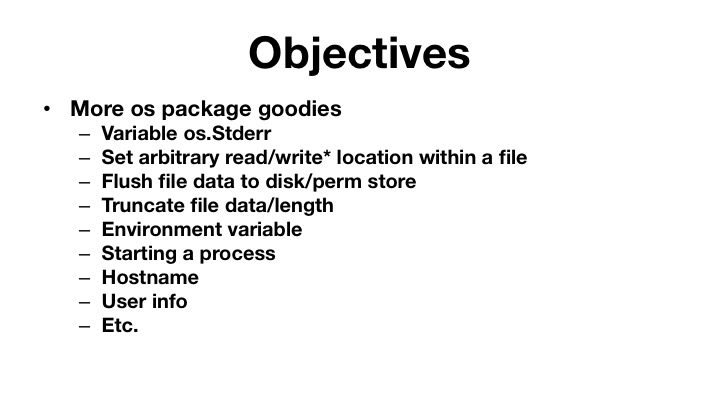 Objectives
• More os package goodies
– Variable os.Stderr
– Set arbitrary read/write* location within a file
– Flush file data to disk/perm store
– Truncate file data/length
– Environment variable
– Starting a process
– Hostname
– User info
– Etc.